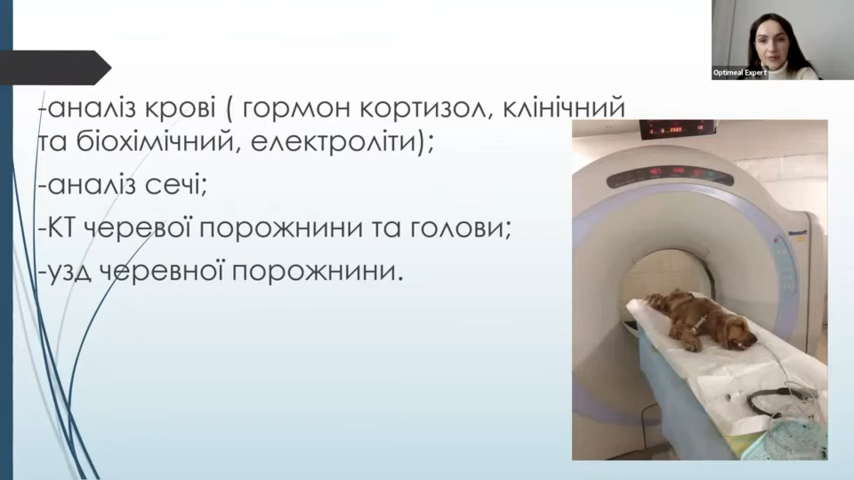 Optimeal Expert
-аналіз крові ( гормон кортизол, клінічний
та біохімічний, електроліти);
-аналіз сечі;
-КТ черевої порожнини та голови;
-узд черевної порожнини.